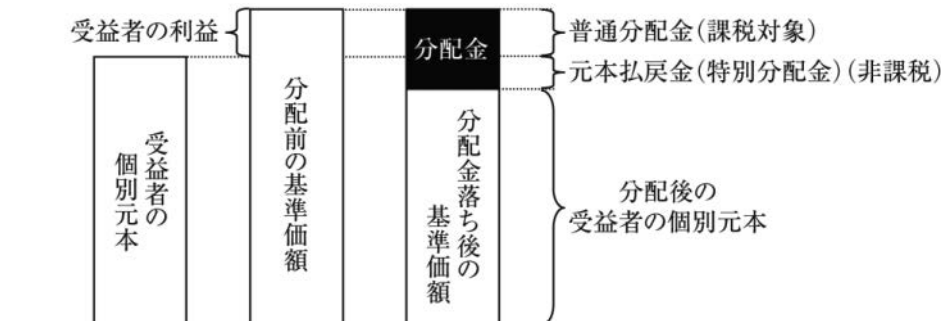 受益者の利益
分配金
普通分配金(課税対象)
元本払戻金(特別分配金)(非課税)
受益者の
個別元本
分配前の基準価額
分配金落ち後の
基準価額
分配後の
受益者の個別元本